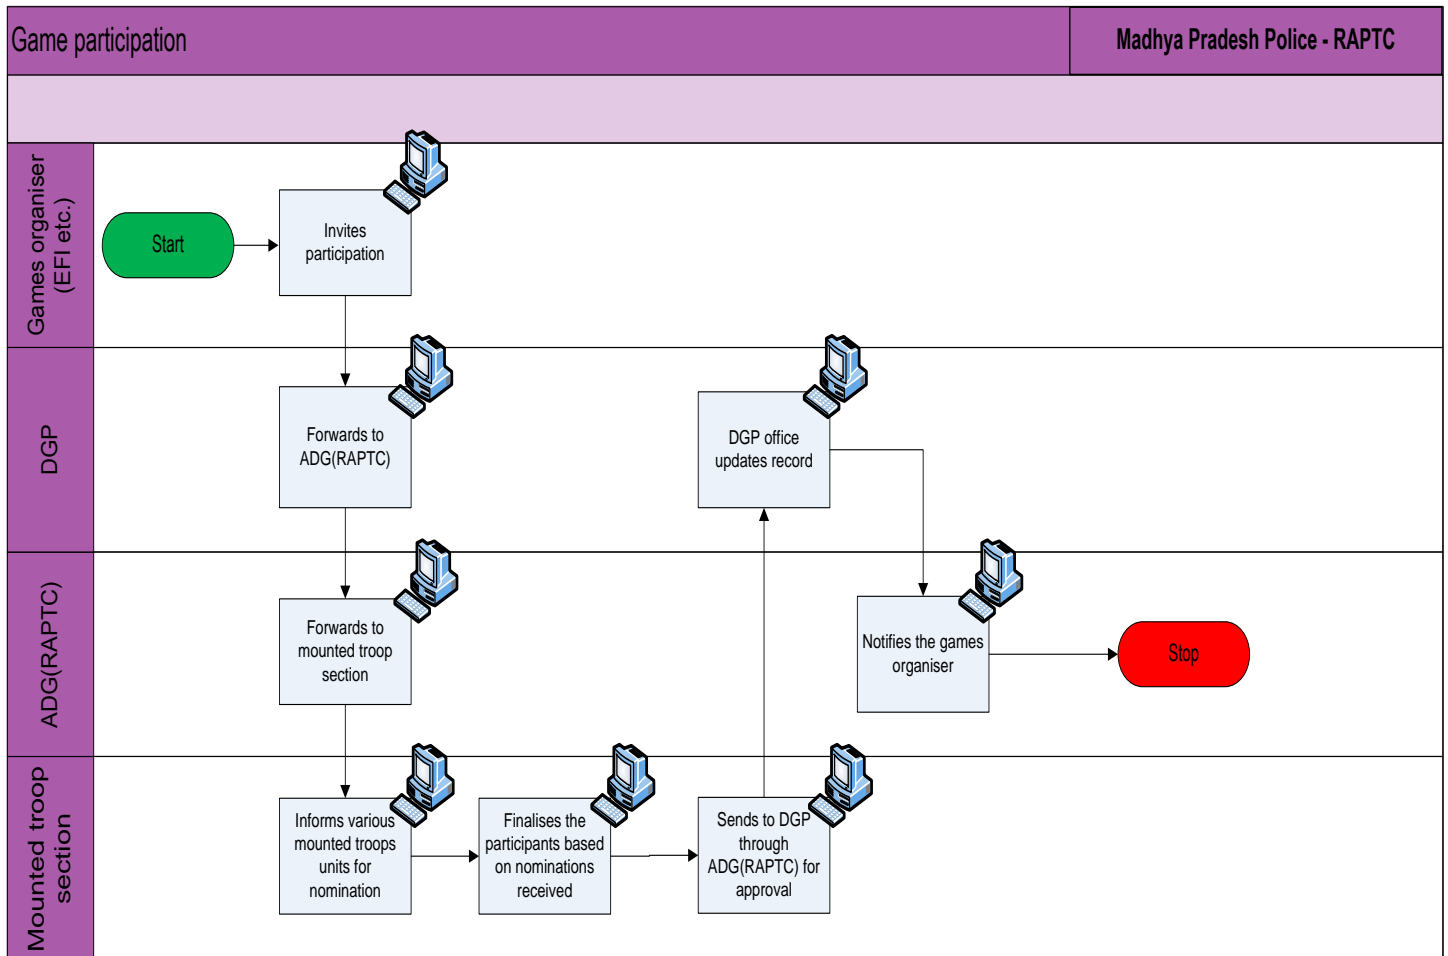 Game participation
Madhya Pradesh Police - RAPTC
Games organiser
(EFI etc.)
Start
Invites
participation
DGP
Forwards to
ADG(RAPTC)
DGP office
updates record
ADG(RAPTC)
Forwards to
mounted troop
section
Notifies the games
organiser
Stop
Mounted troop
section
Informs various
mounted troops
units for
nomination
Finalises the
participants based
on nominations
received
Sends to DGP
through
ADG(RAPTC) for
approval